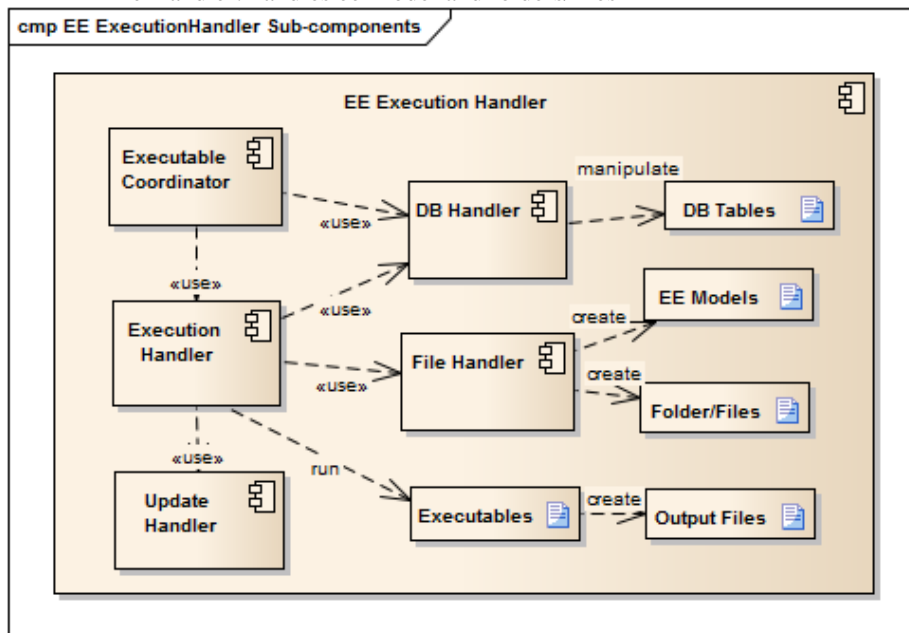 cmp EE ExecutionHandler Sub-components
EE Execution Handler
Executable
Coordinator
«use»
DB Handler
manipulate
DB Tables
«use»
«use»
Execution
Handler
«use»
File Handler
create
EE Models
create
Folder/Files
«use»
Update
Handler
run
Executables
create
Output Files